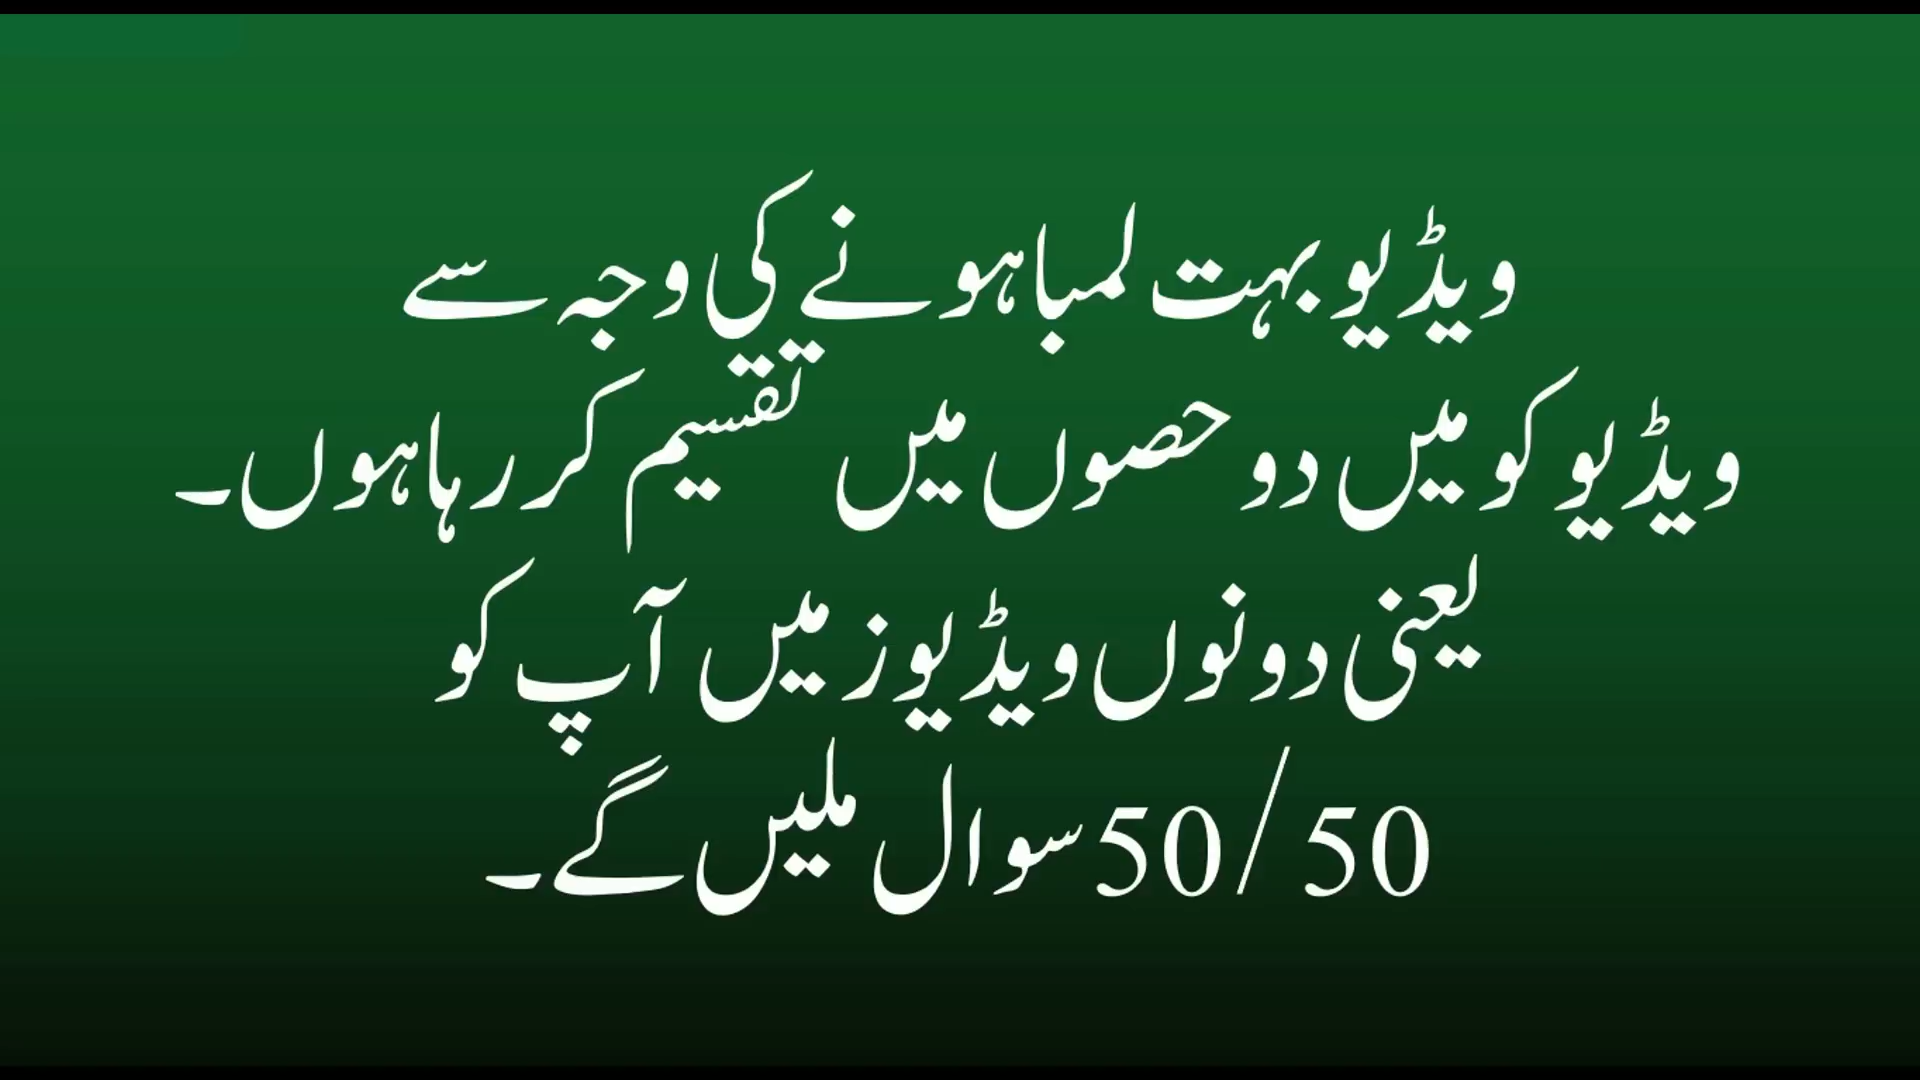 ویڈیو بہت لمبا ہونے کی وجہ سے
ویڈیو کو میں دو حصوں میں تقسیم کر رہا ہوں۔
یعنی دونوں ویڈیوز میں آپ کو
50/50 سوال ملیں گے۔